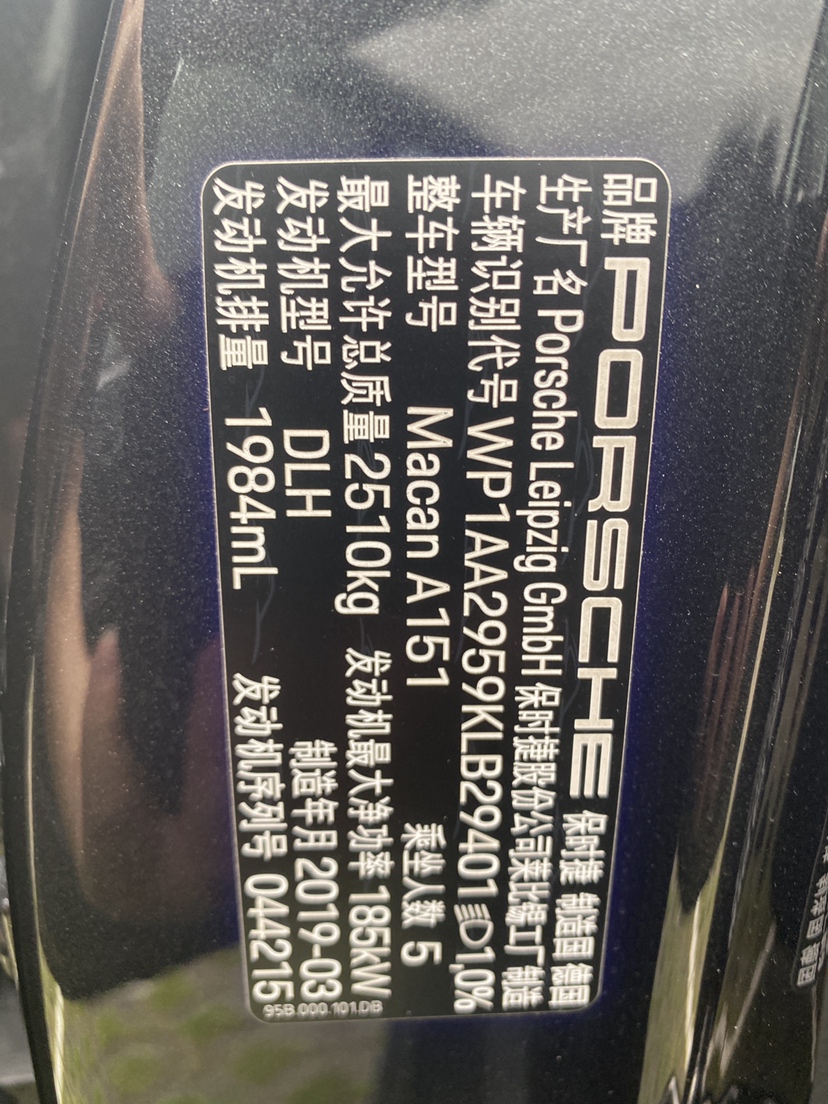 品牌 PORSCHE 保时捷 制造国 德国
生产厂名 Porsche Leipzig GmbH 保时捷股份公司莱比锡工厂制造
车辆识别代号 WP1AA2959KLB29401 1,0%
整车型号 Macan A151 乘坐人数 5
最大允许总质量 2510kg 发动机最大净功率 185kW
发动机型号 DLH 制造年月 2019-03
发动机排量 1984mL 发动机序列号 044215
95B.000.101.DB